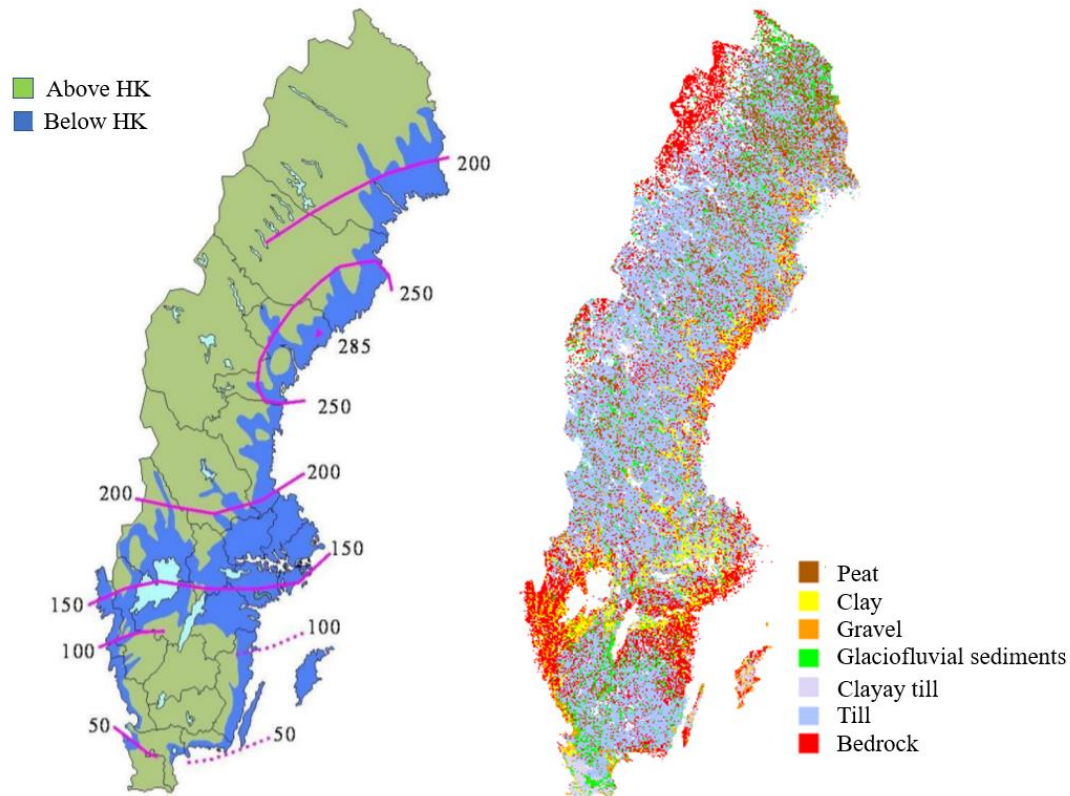 Above HK
Below HK
200
250
285
250
200
200
150
150
100
100
50
50
Peat
Clay
Gravel
Glaciofluvial sediments
Clayay till
Till
Bedrock